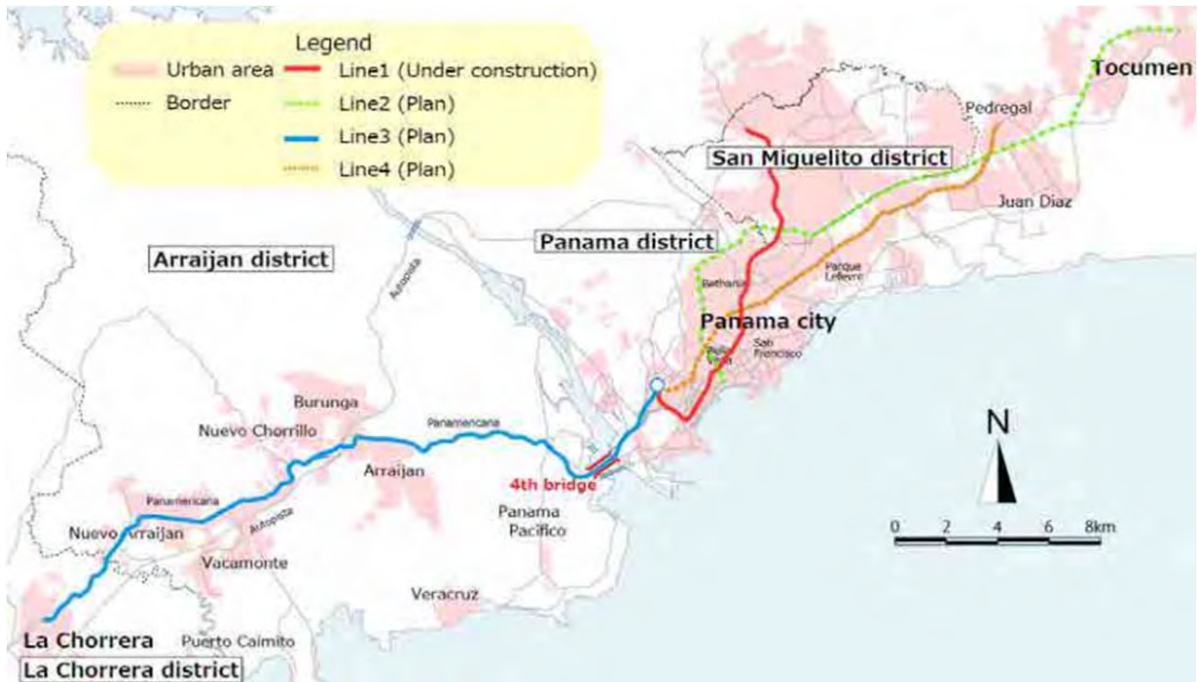 Legend
Urban area
Line1 (Under construction)
Border
Line2 (Plan)
Line3 (Plan)
Line4 (Plan)
Tocumen
Pedregal
San Miguelito district
Juan Diaz
Panama district
Arraijan district
Autopista
Parque
Lefevre
Bethania
Panama city
San
Francisco
Burunga
Nuevo Chorrillo
Panamericana
Arraijan
4th bridge
N
Panama
Pacifico
Panamericana
Autopista
Nuevo Arraijan
Vacamonte
0 2 4 6 8km
Veracruz
La Chorrera
Puerto Caimito
La Chorrera district